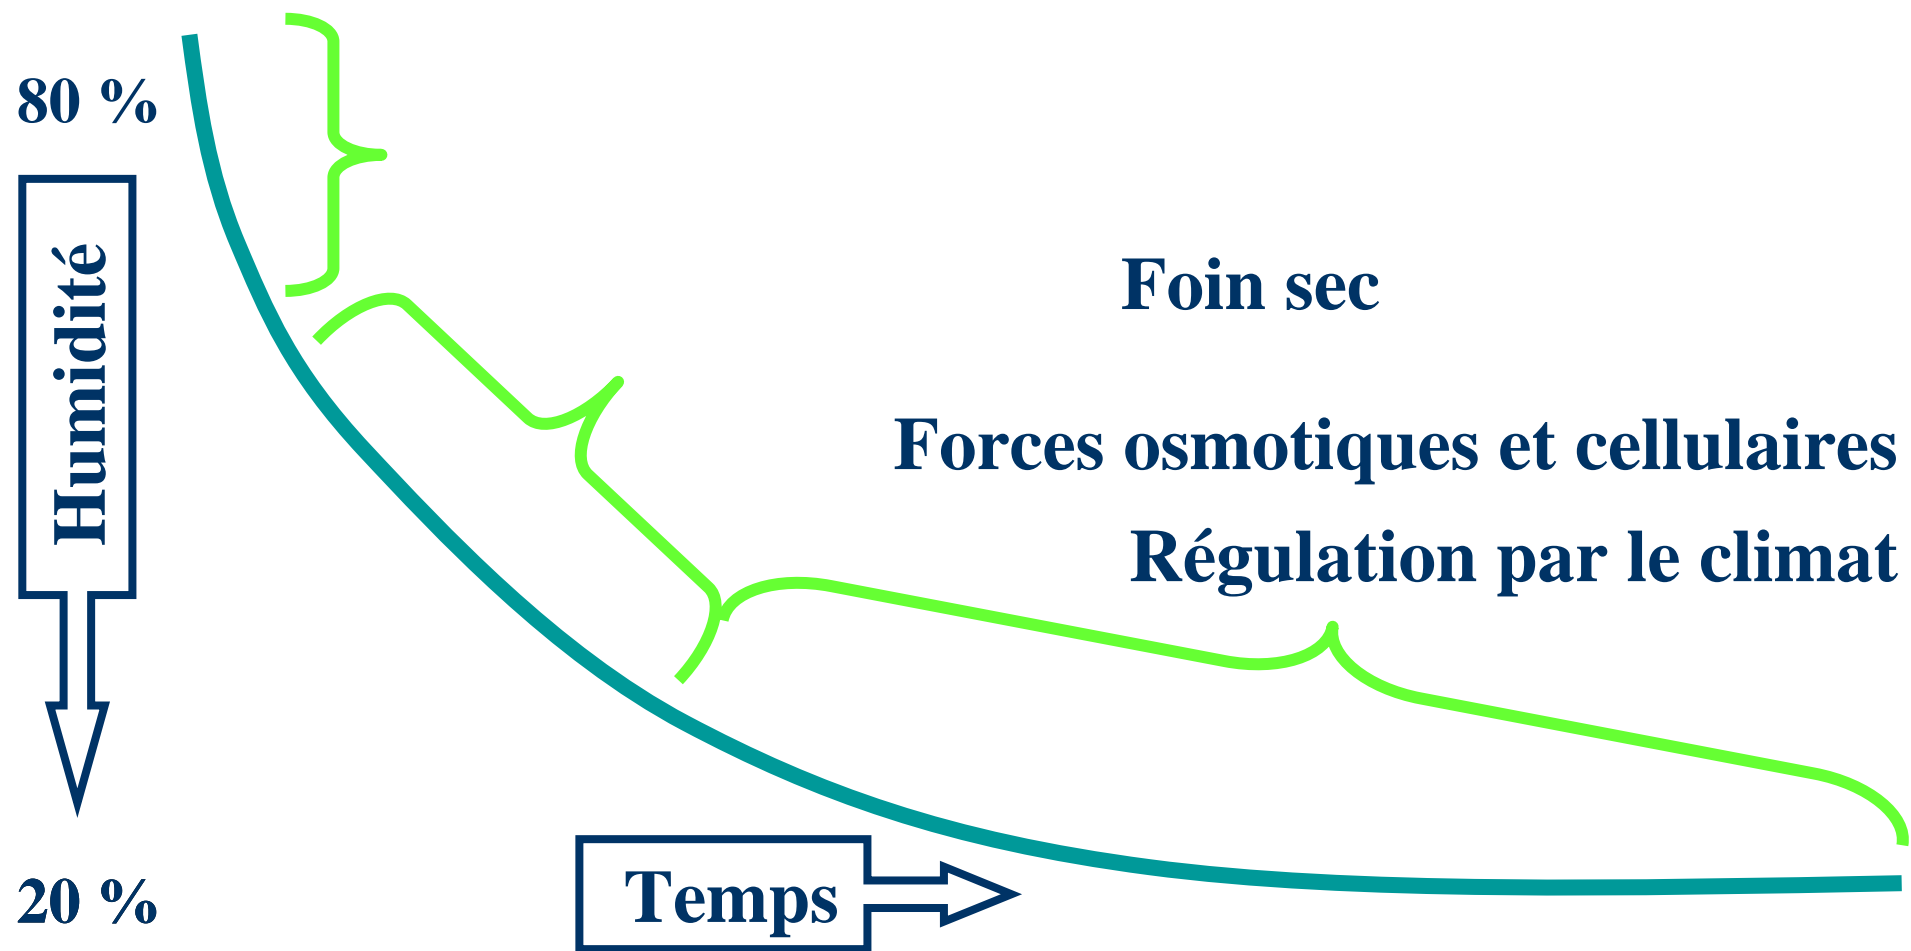 80 %
Humidité
Foin sec
Forces osmotiques et cellulaires
Régulation par le climat
Temps
20 %